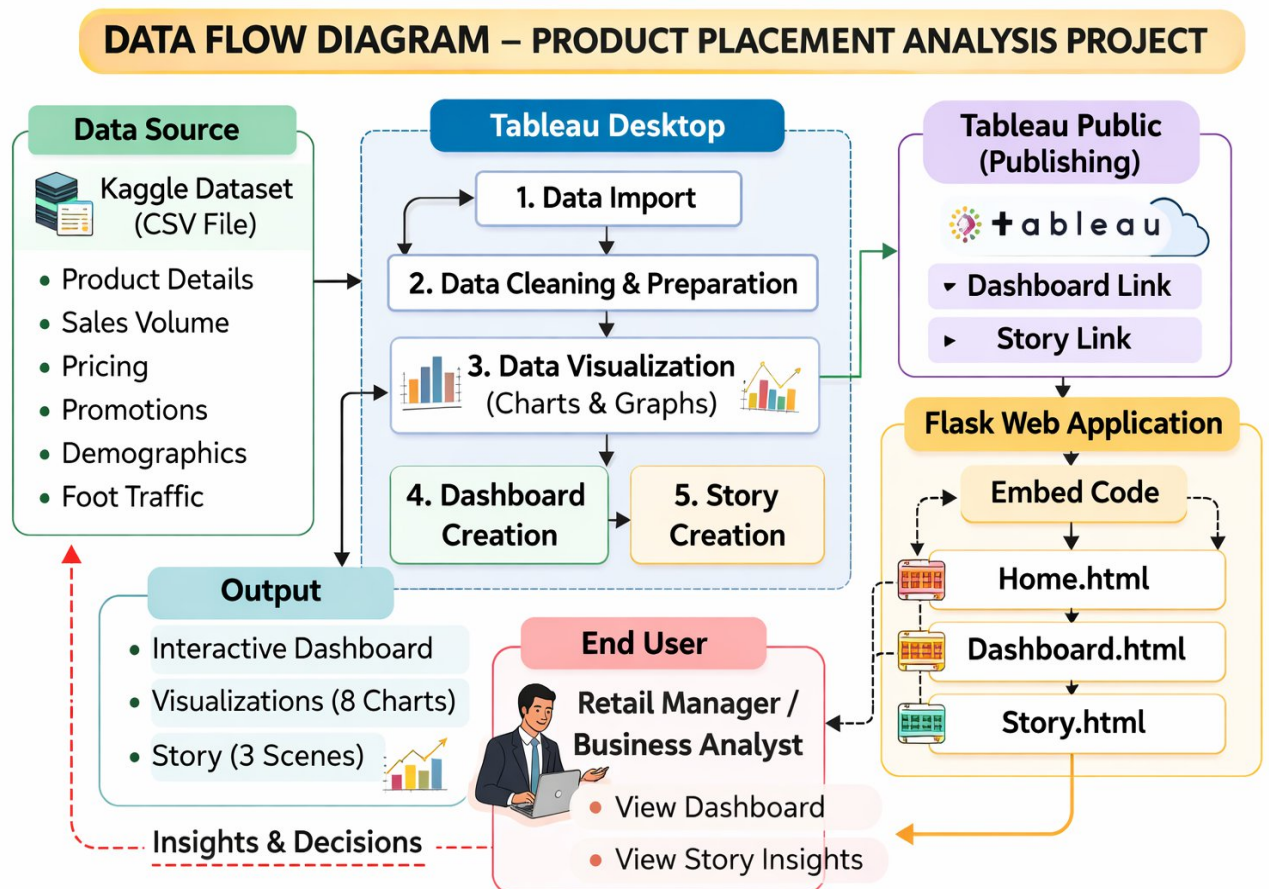 DATA FLOW DIAGRAM – PRODUCT PLACEMENT ANALYSIS PROJECT
Data Source
Kaggle Dataset
(CSV File)
• Product Details
• Sales Volume
• Pricing
• Promotions
• Demographics
• Foot Traffic
Tableau Desktop
1. Data Import
2. Data Cleaning & Preparation
3. Data Visualization
(Charts & Graphs)
4. Dashboard
Creation
5. Story
Creation
Tableau Public
(Publishing)
tableau
Dashboard Link
Story Link
Flask Web Application
Embed Code
Home.html
Dashboard.html
Story.html
Output
• Interactive Dashboard
• Visualizations (8 Charts)
• Story (3 Scenes)
End User
Retail Manager /
Business Analyst
• View Dashboard
• View Story Insights
Insights & Decisions